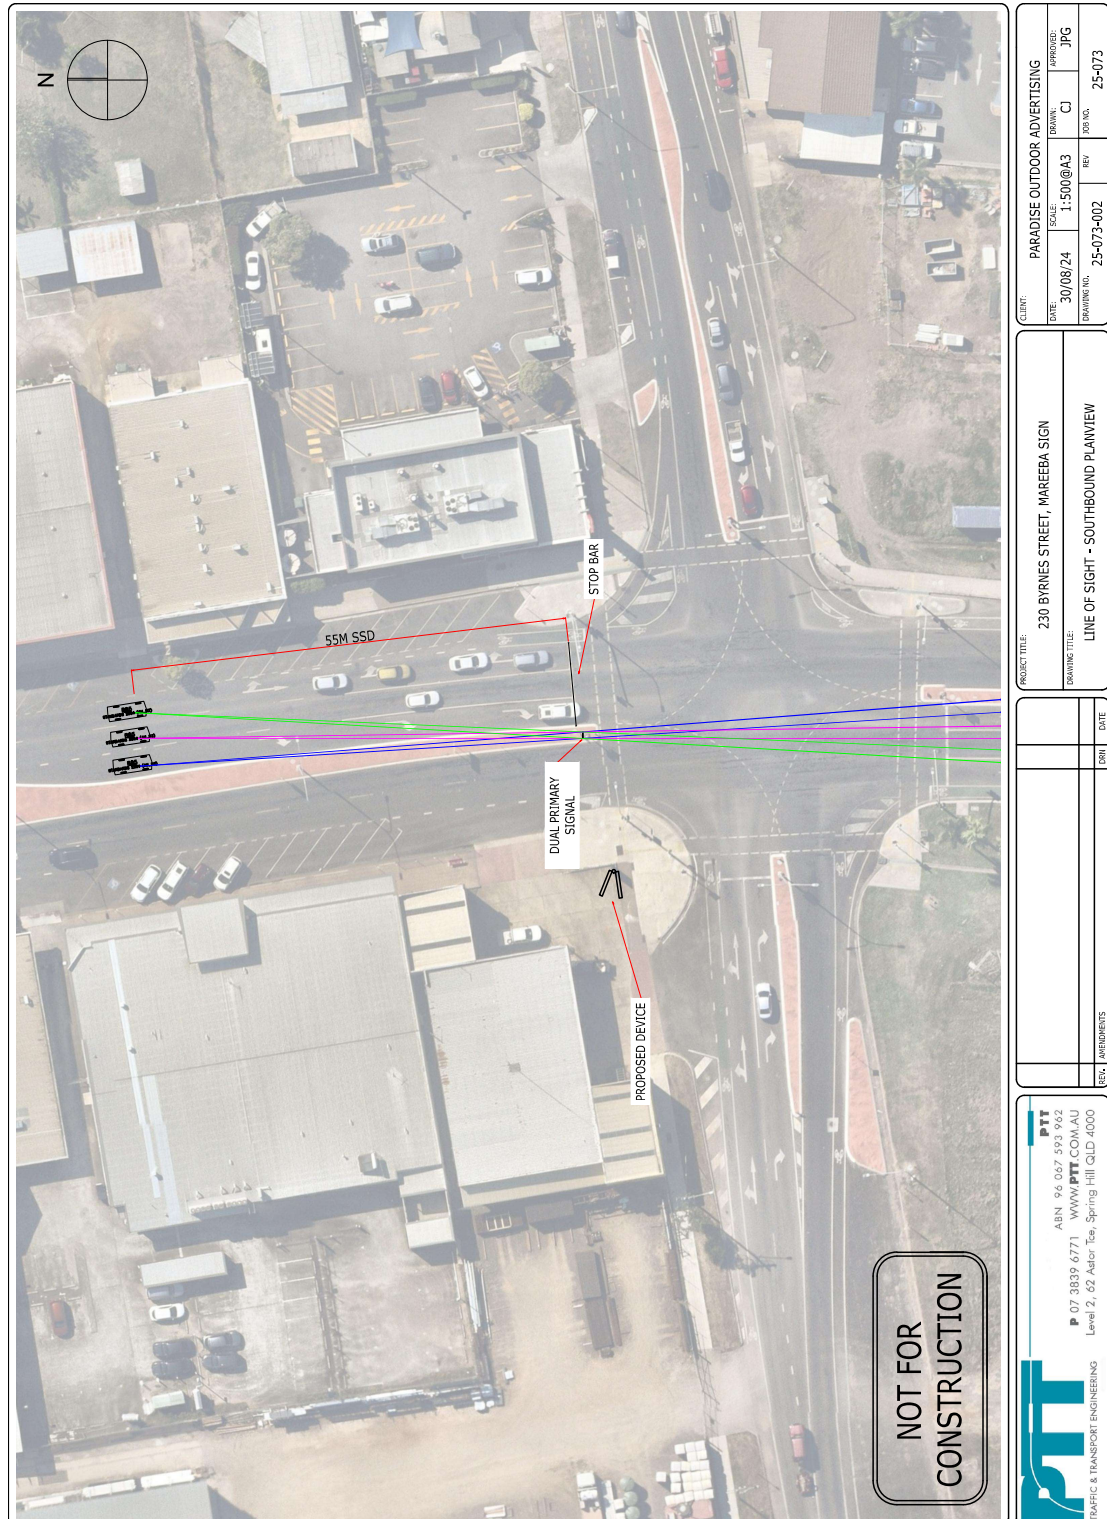 N
55M SSD
STOP BAR
DUAL PRIMARY
SIGNAL
PROPOSED DEVICE
NOT FOR
CONSTRUCTION
PTT
TRAFFIC & TRANSPORT ENGINEERING
PTT
ABN 96 067 593 962
P 07 3839 6771 WWW.PTT.COM.AU
Level 2, 62 Astor Tce, Spring Hill QLD 4000
REV. AMENDMENTS DRN DATE
PROJECT TITLE:
230 BYRNES STREET, MAREEBA SIGN
DRAWING TITLE:
LINE OF SIGHT - SOUTHBOUND PLANVIEW
CLIENT:
PARADISE OUTDOOR ADVERTISING
DATE: SCALE: DRAWN: APPROVED:
30/08/24 1:500@A3 CJ JPG
DRAWING NO. REV JOB NO.
25-073-002 25-073